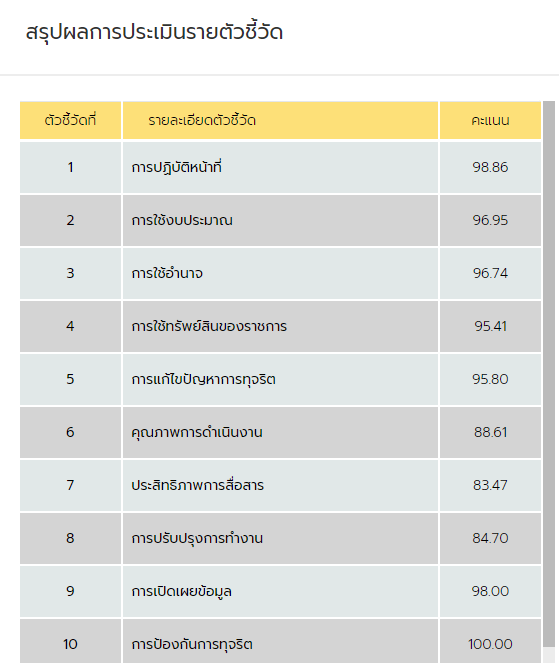 สรุปผลการประเมินรายตัวชี้วัด
ตัวชี้วัดที่ รายละเอียดตัวชี้วัด คะแนน
1 การปฏิบัติหน้าที่ 98.86
2 การใช้งบประมาณ 96.95
3 การใช้อำนาจ 96.74
4 การใช้ทรัพย์สินของราชการ 95.41
5 การแก้ไขปัญหาการทุจริต 95.80
6 คุณภาพการดำเนินงาน 88.61
7 ประสิทธิภาพการสื่อสาร 83.47
8 การปรับปรุงการทำงาน 84.70
9 การเปิดเผยข้อมูล 98.00
10 การป้องกันการทุจริต 100.00